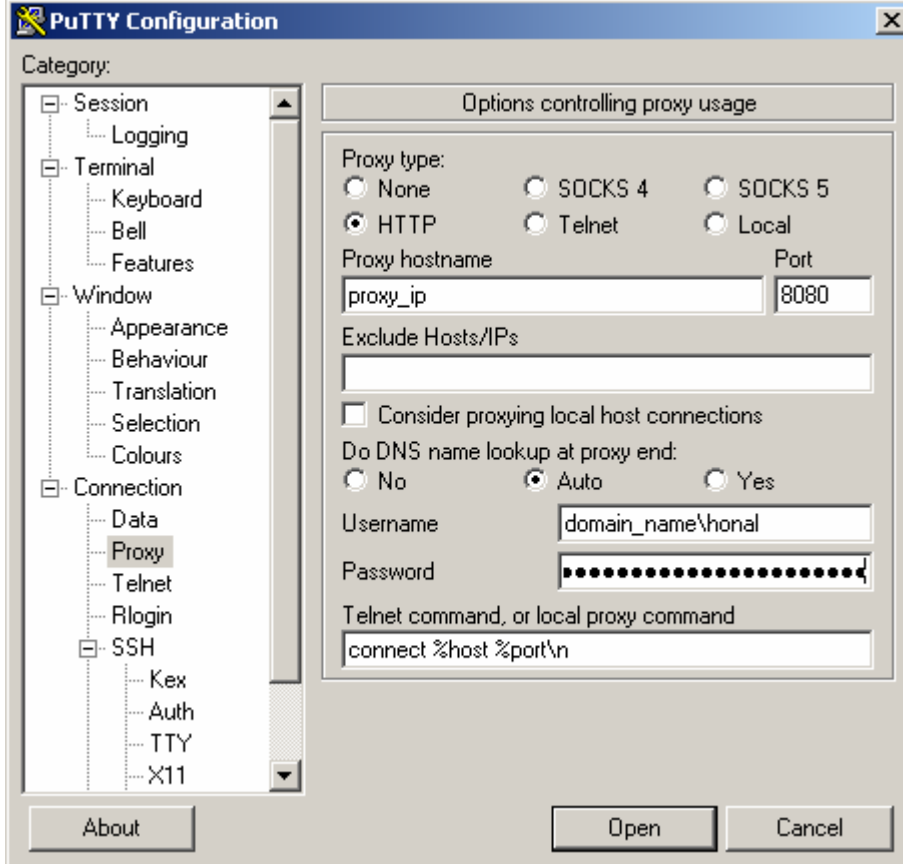 PuTTY Configuration
Category:
Session
Logging
Terminal
Keyboard
Bell
Features
Window
Appearance
Behaviour
Translation
Selection
Colours
Connection
Data
Proxy
Telnet
Rlogin
SSH
Kex
Auth
TTY
X11
Options controlling proxy usage
Proxy type:
None SOCKS 4 SOCKS 5
HTTP Telnet Local
Proxy hostname Port
proxy_ip 8080
Exclude Hosts/IPs
Consider proxying local host connections
Do DNS name lookup at proxy end:
No Auto Yes
Username domain_name\honal
Password
Telnet command, or local proxy command
connect %host %port\n
About Open Cancel